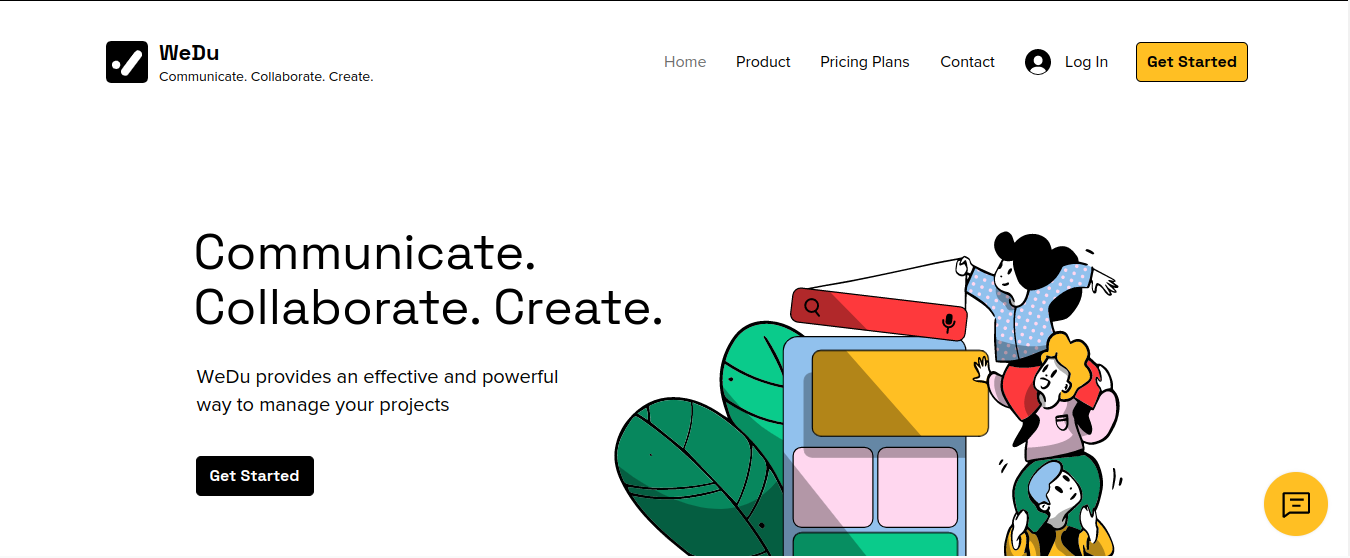 WeDu
Communicate. Collaborate. Create.
Home
Product
Pricing Plans
Contact
Log In
Get Started
Communicate.
Collaborate. Create.
WeDu provides an effective and powerful
way to manage your projects
Get Started